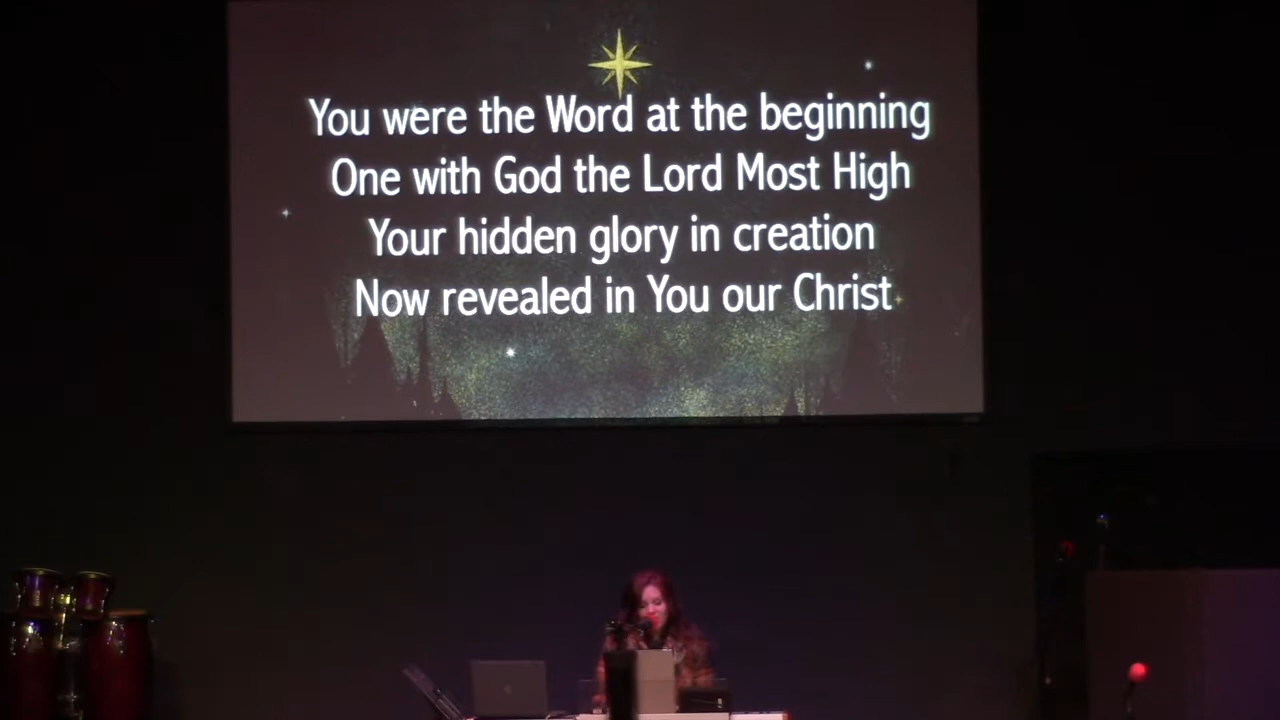 You were the Word at the beginning
One with God the Lord Most High
Your hidden glory in creation
Now revealed in You our Christ